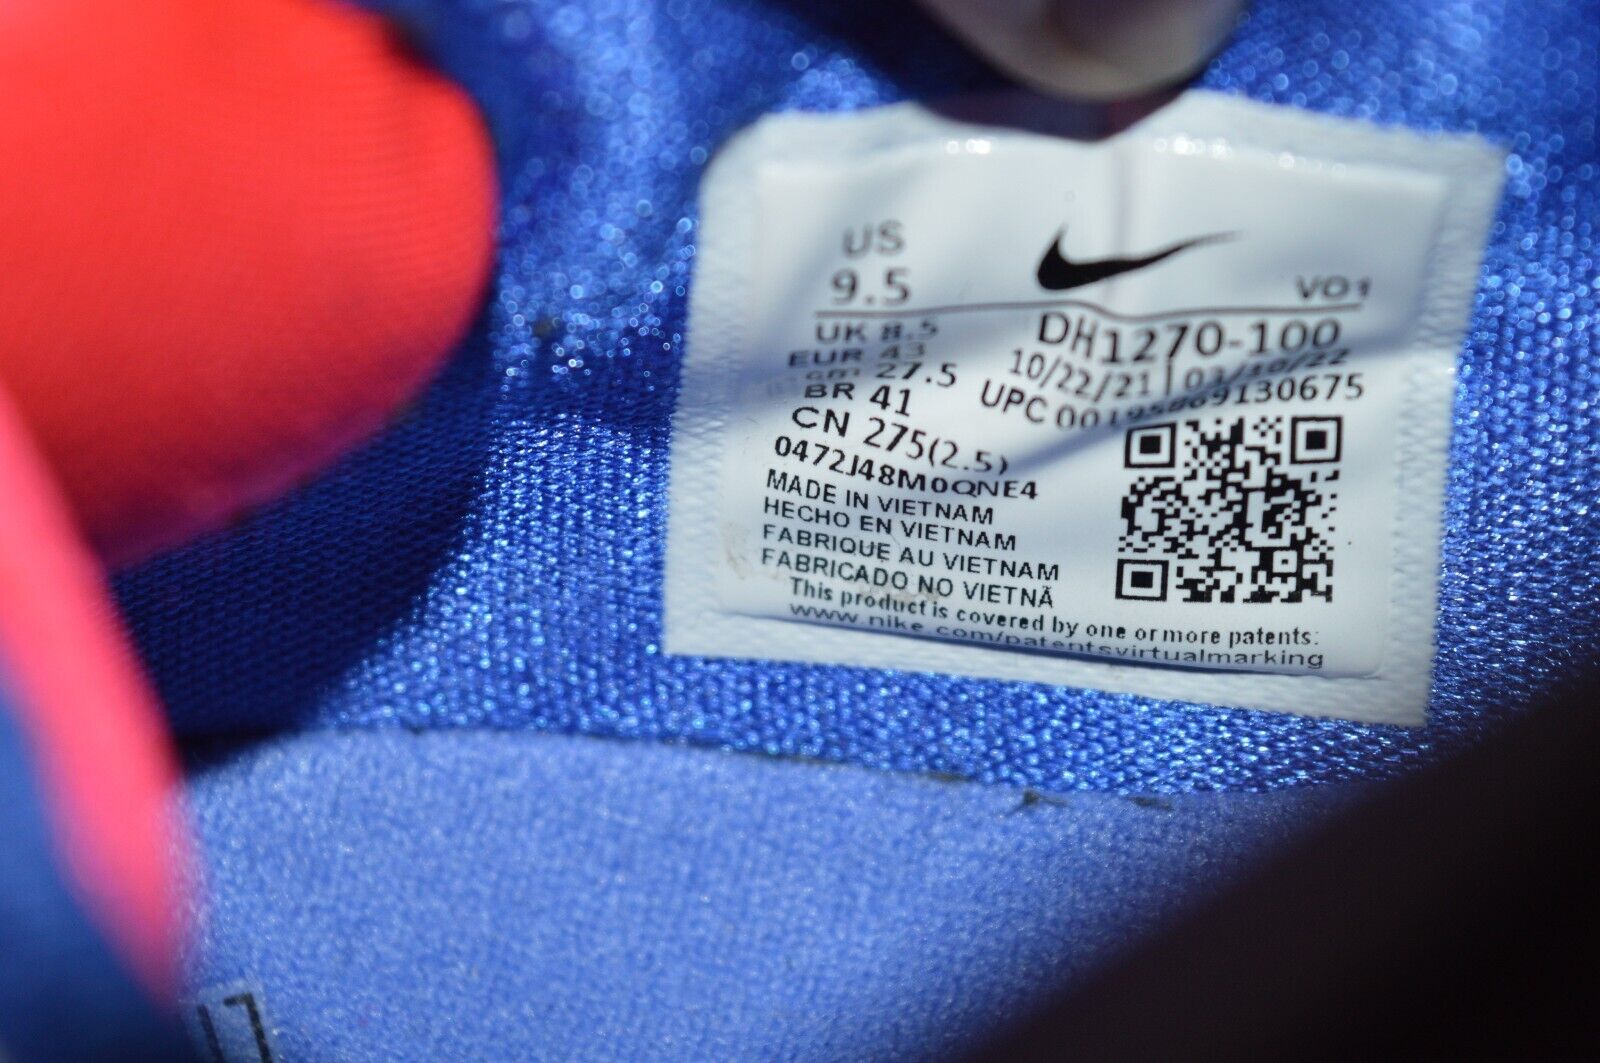 US
9.5
VO1
UK 8.5
EUR 43
cm 27.5
BR 41
CN 275(2.5)
0472J48M0QNE4
DH1270-100
10/22/21 | 03/10/22
UPC 00195869130675
MADE IN VIETNAM
HECHO EN VIETNAM
FABRIQUE AU VIETNAM
FABRICADO NO VIETNÃ
This product is covered by one or more patents:
www.nike.com/patentsvirtualmarking